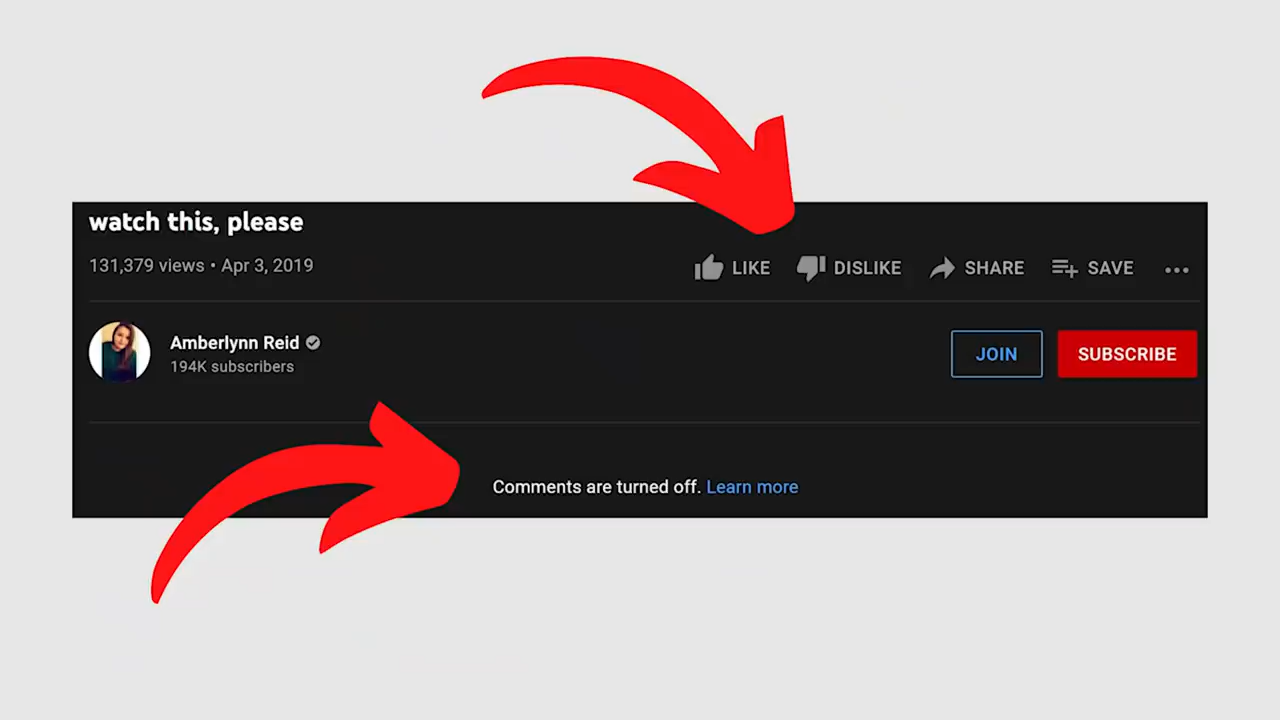 watch this, please
131,379 views • Apr 3, 2019
LIKE DISLIKE SHARE SAVE
Amberlynn Reid
194K subscribers
JOIN SUBSCRIBE
Comments are turned off. Learn more